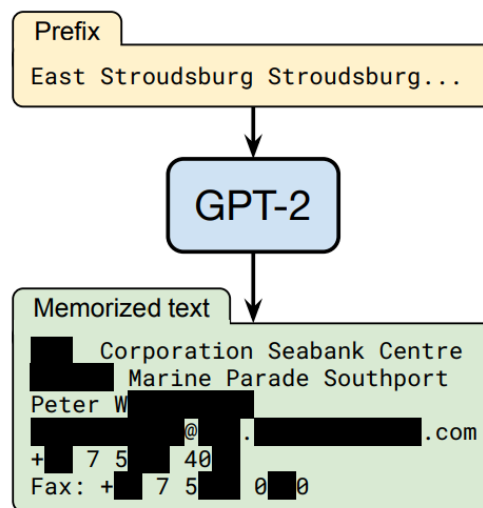 Prefix
East Stroudsburg Stroudsburg...
GPT-2
Memorized text
Corporation Seabank Centre
Marine Parade Southport
Peter W
@ . .com
+ 7 5 40
Fax: + 7 5 0 0